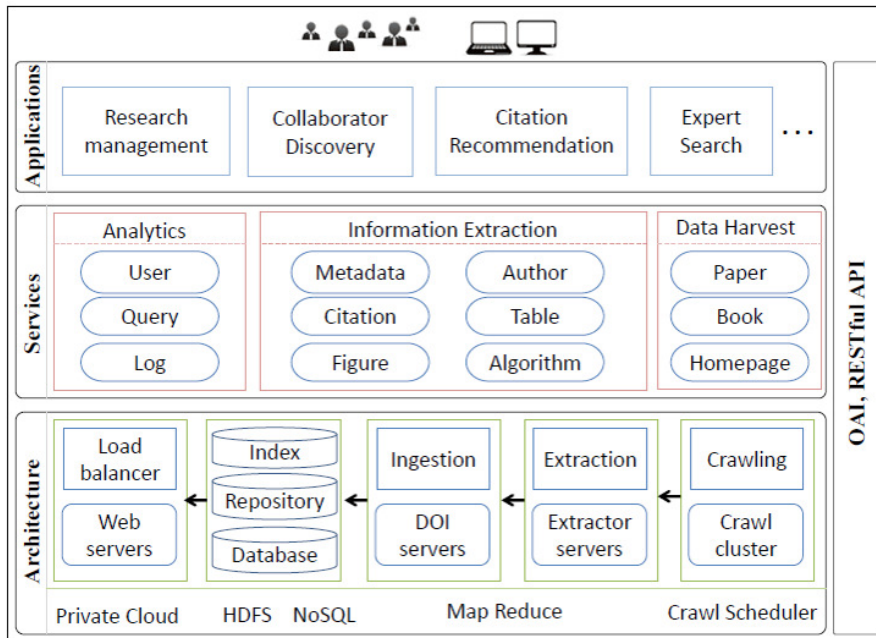 Applications
Research
management
Collaborator
Discovery
Citation
Recommendation
Expert
Search
...
Services
Analytics
User
Query
Log
Information Extraction
Metadata
Author
Citation
Table
Figure
Algorithm
Data Harvest
Paper
Book
Homepage
Architecture
Load
balancer
Web
servers
Index
Repository
Database
Ingestion
DOI
servers
Extraction
Extractor
servers
Crawling
Crawl
cluster
Private Cloud
HDFS
NoSQL
Map Reduce
Crawl Scheduler
OAI, RESTful API